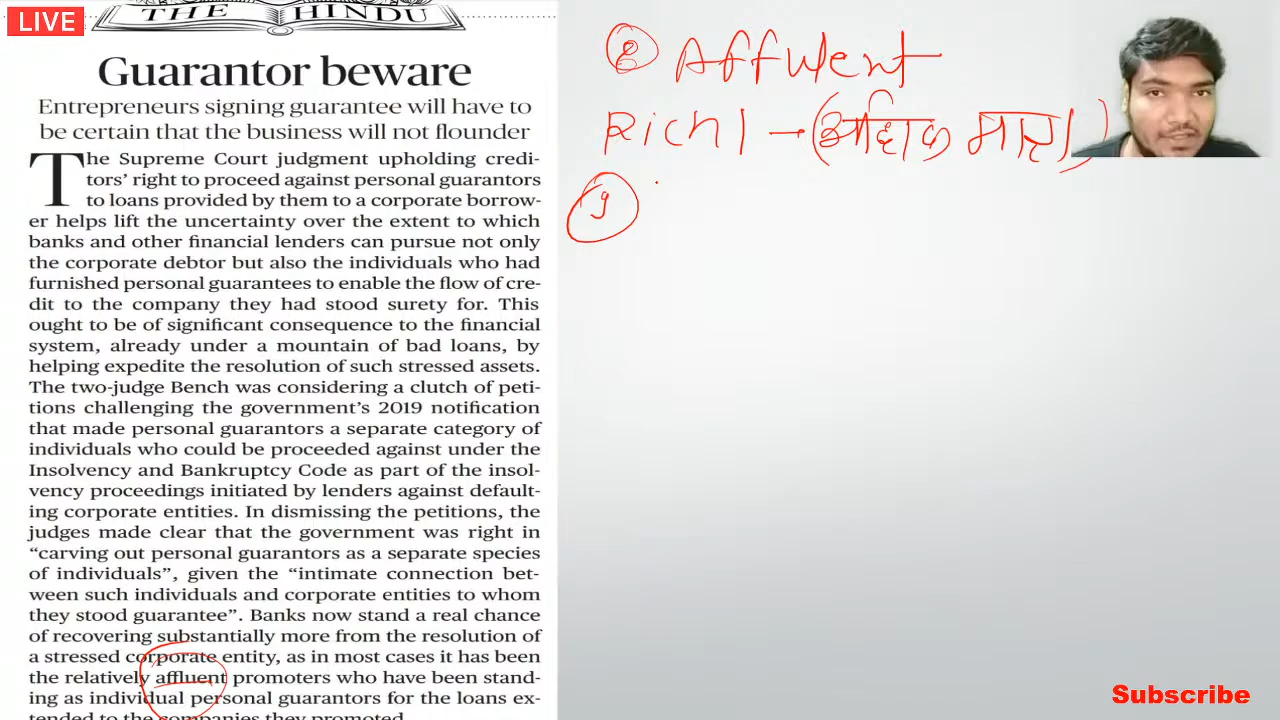 LIVE
THE HINDU
Guarantor beware
Entrepreneurs signing guarantee will have to
be certain that the business will not flounder
The Supreme Court judgment upholding credi-
tors' right to proceed against personal guarantors
to loans provided by them to a corporate borrow-
er helps lift the uncertainty over the extent to which
banks and other financial lenders can pursue not only
the corporate debtor but also the individuals who had
furnished personal guarantees to enable the flow of cre-
dit to the company they had stood surety for. This
ought to be of significant consequence to the financial
system, already under a mountain of bad loans, by
helping expedite the resolution of such stressed assets.
The two-judge Bench was considering a clutch of peti-
tions challenging the government's 2019 notification
that made personal guarantors a separate category of
individuals who could be proceeded against under the
Insolvency and Bankruptcy Code as part of the insol-
vency proceedings initiated by lenders against default-
ing corporate entities. In dismissing the petitions, the
judges made clear that the government was right in
“carving out personal guarantors as a separate species
of individuals”, given the “intimate connection bet-
ween such individuals and corporate entities to whom
they stood guarantee”. Banks now stand a real chance
of recovering substantially more from the resolution of
a stressed corporate entity, as in most cases it has been
the relatively affluent promoters who have been stand-
ing as individual personal guarantors for the loans ex-
tended to the companies they promoted.
8 Affulent
Rich - (अधिक मात्रा)
9
Subscribe